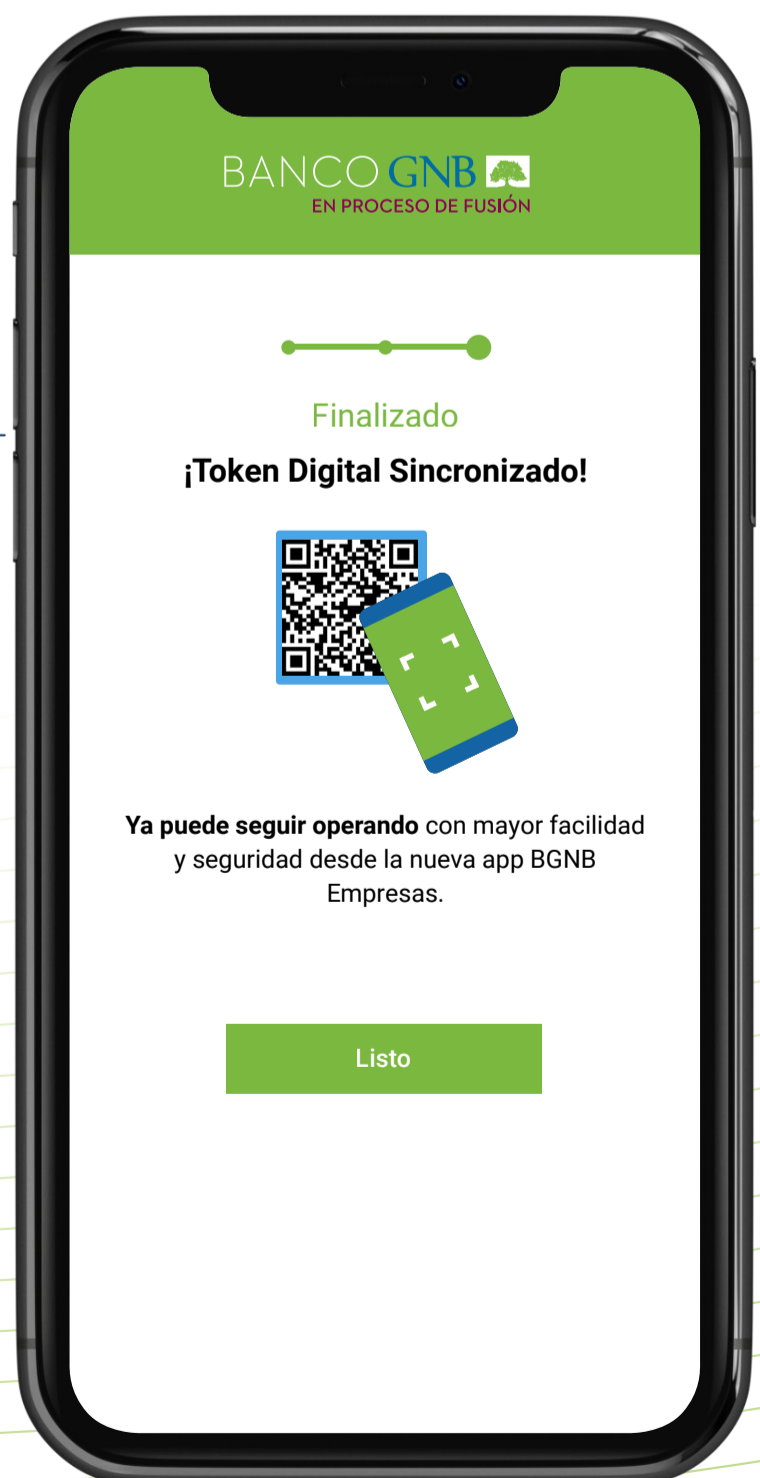 BANCO GNB
EN PROCESO DE FUSIÓN
Finalizado
¡Token Digital Sincronizado!
Ya puede seguir operando con mayor facilidad
y seguridad desde la nueva app BGNB
Empresas.
Listo